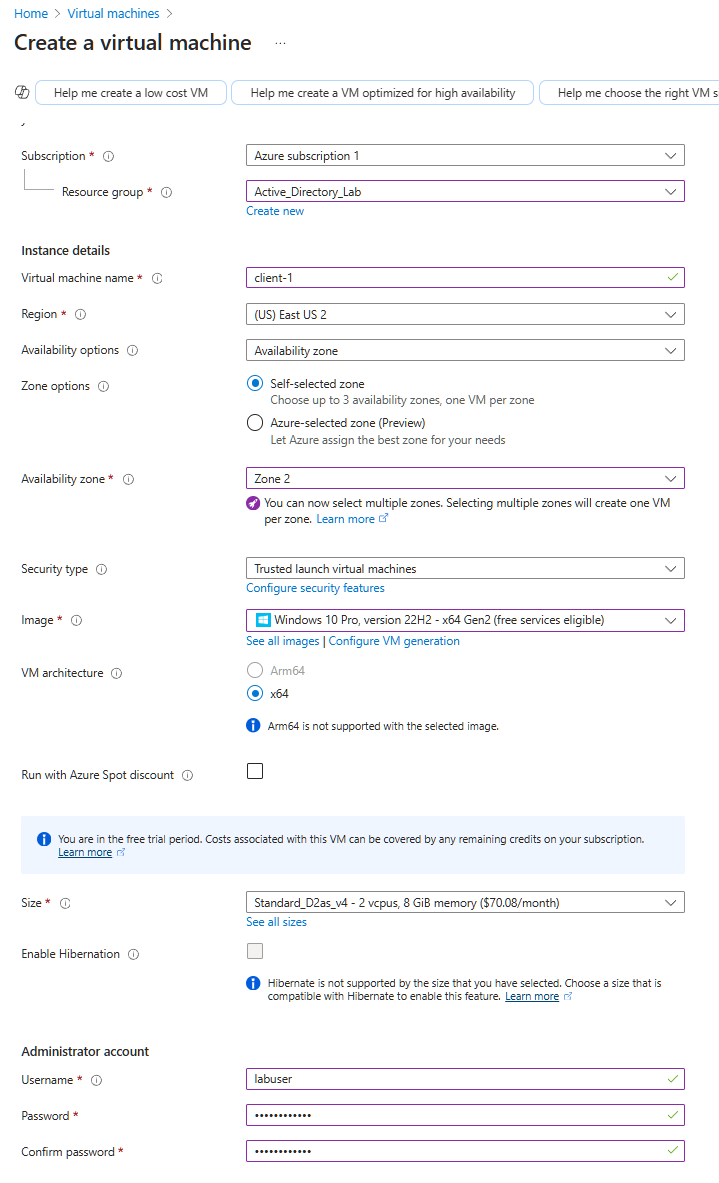 Home > Virtual machines >
Create a virtual machine ...
Help me create a low cost VM Help me create a VM optimized for high availability Help me choose the right VM s
Subscription * Azure subscription 1
Resource group * Active_Directory_Lab
Create new
Instance details
Virtual machine name * client-1
Region * (US) East US 2
Availability options Availability zone
Zone options Self-selected zone
Choose up to 3 availability zones, one VM per zone
Azure-selected zone (Preview)
Let Azure assign the best zone for your needs
Availability zone * Zone 2
You can now select multiple zones. Selecting multiple zones will create one VM
per zone. Learn more
Security type Trusted launch virtual machines
Configure security features
Image * Windows 10 Pro, version 22H2 - x64 Gen2 (free services eligible)
See all images | Configure VM generation
VM architecture Arm64
x64
Arm64 is not supported with the selected image.
Run with Azure Spot discount
You are in the free trial period. Costs associated with this VM can be covered by any remaining credits on your subscription.
Learn more
Size * Standard_D2as_v4 - 2 vcpus, 8 GiB memory ($70.08/month)
See all sizes
Enable Hibernation
Hibernate is not supported by the size that you have selected. Choose a size that is
compatible with Hibernate to enable this feature. Learn more
Administrator account
Username * labuser
Password * ••••••••••••
Confirm password * ••••••••••••